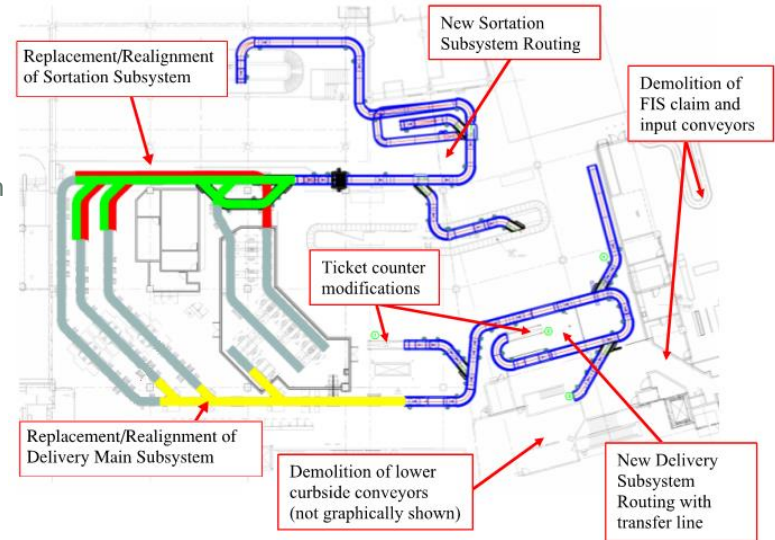 New Sortation
Subsystem Routing
Replacement/Realignment
of Sortation Subsystem
Demolition of
FIS claim and
input conveyors
Ticket counter
modifications
Replacement/Realignment of
Delivery Main Subsystem
Demolition of lower
curbside conveyors
(not graphically shown)
New Delivery
Subsystem
Routing with
transfer line